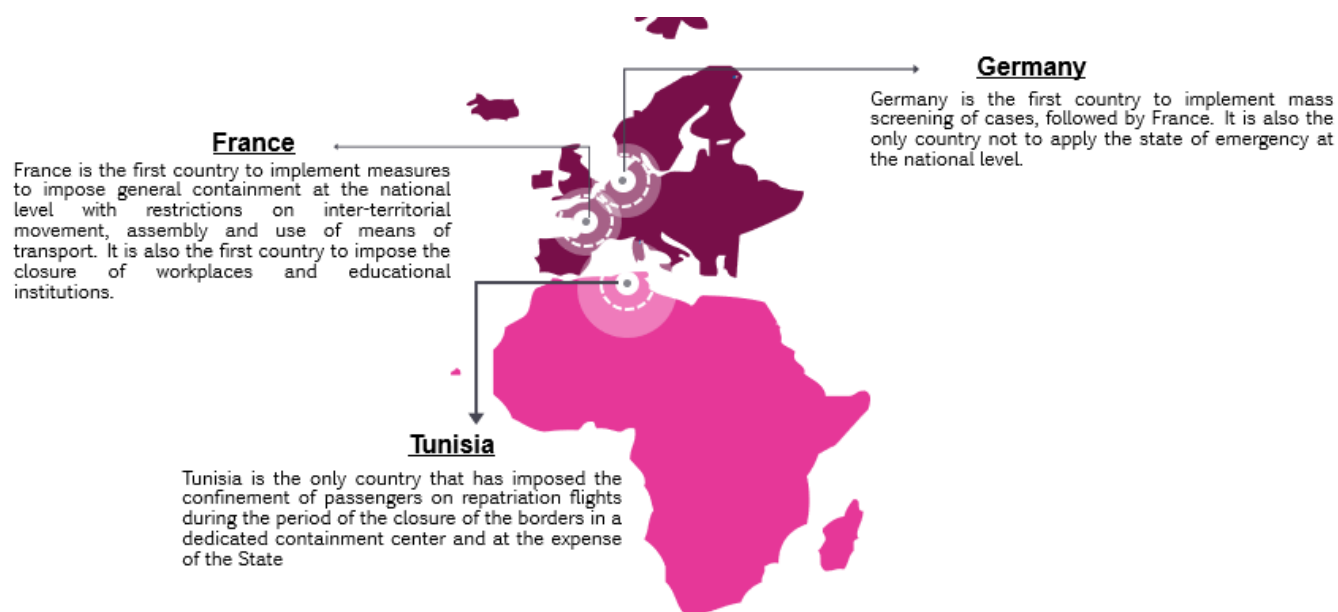 Germany
Germany is the first country to implement mass
screening of cases, followed by France. It is also the
only country not to apply the state of emergency at
the national level.
France
France is the first country to implement measures
to impose general containment at the national
level with restrictions on inter-territorial
movement, assembly and use of means of
transport. It is also the first country to impose the
closure of workplaces and educational
institutions.
Tunisia
Tunisia is the only country that has imposed the
confinement of passengers on repatriation flights
during the period of the closure of the borders in a
dedicated containment center and at the expense
of the State